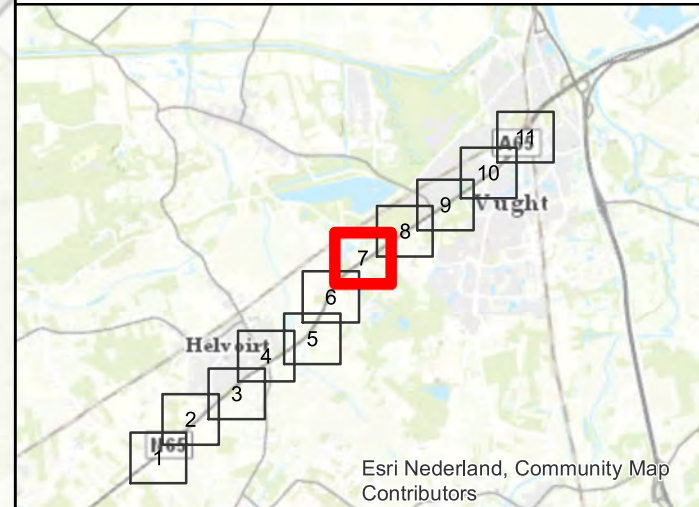 11
A65
10
Vught
9
8
7
6
5
Helvoirt
4
3
2
N65
1
Esri Nederland, Community Map
Contributors